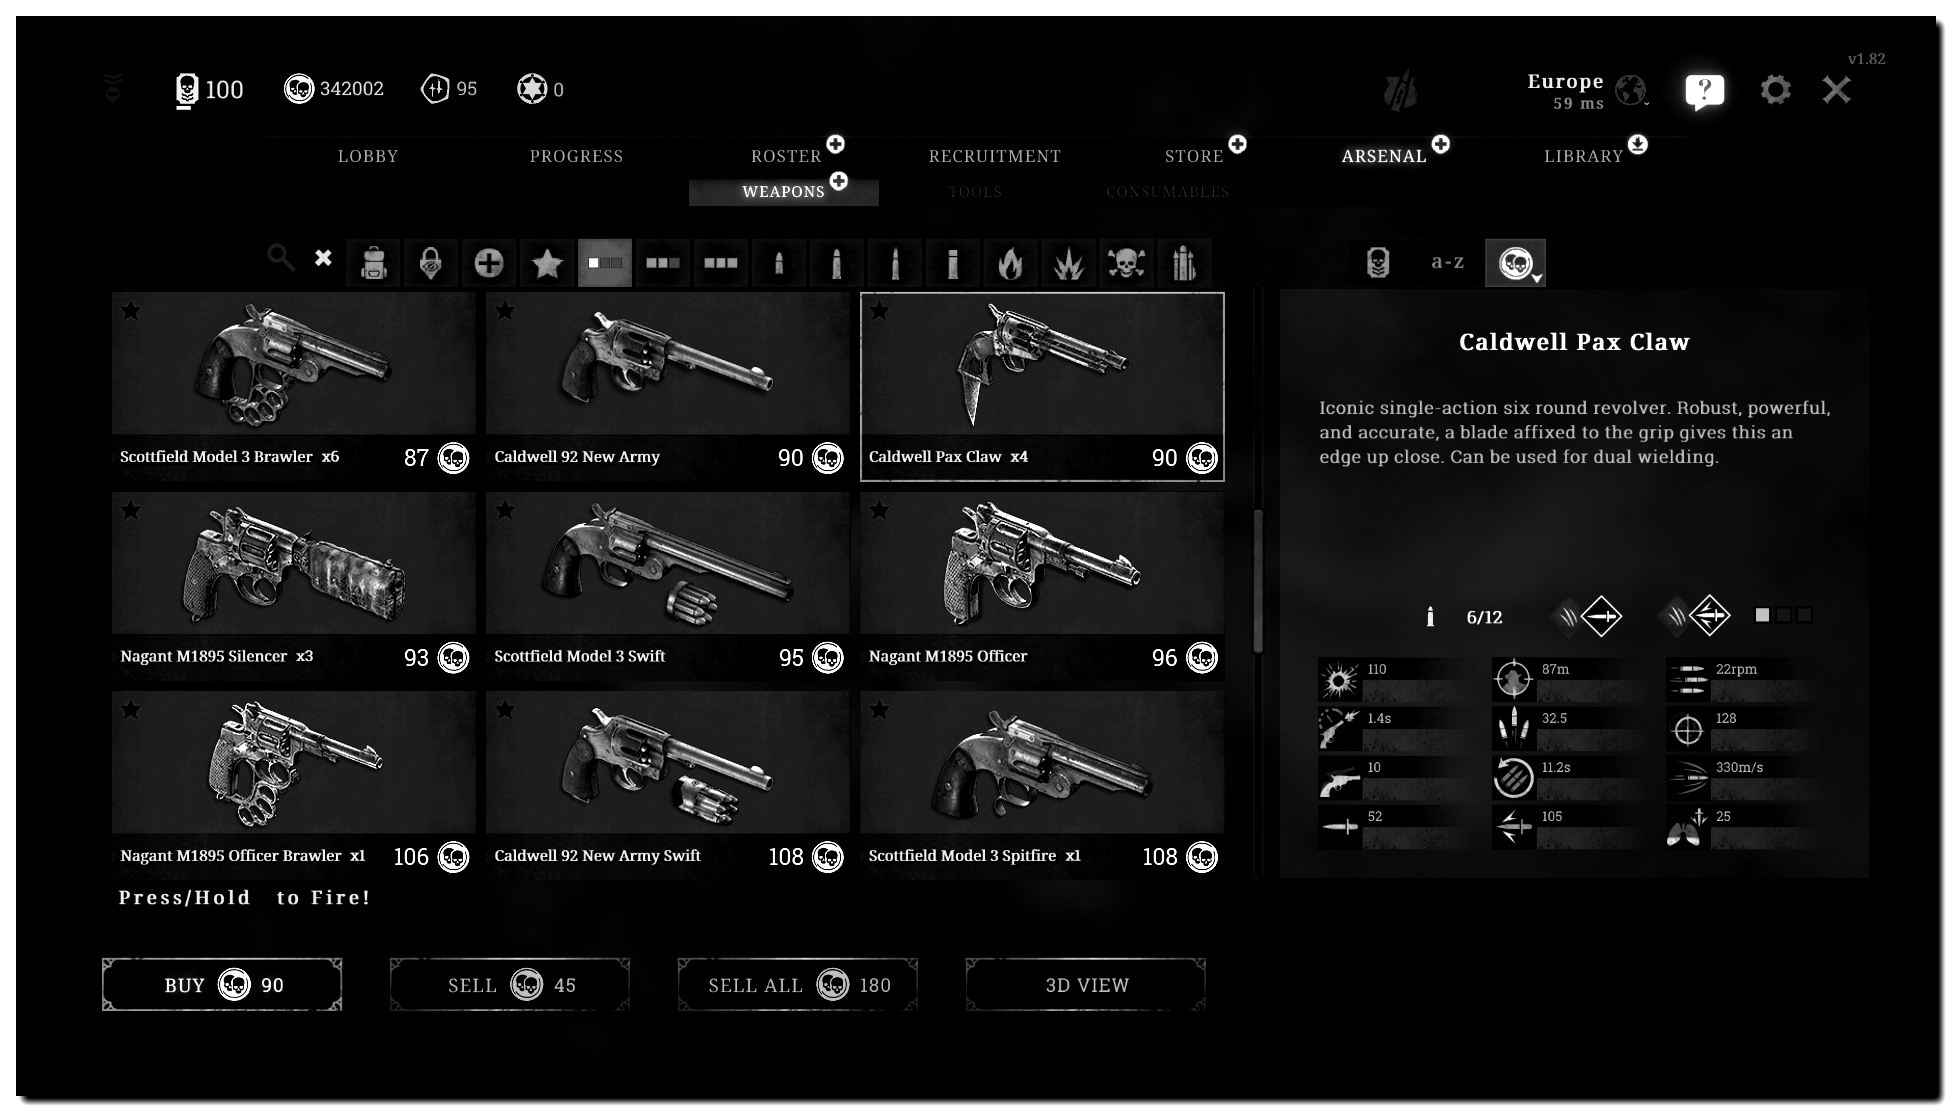 v1.82
100
342002
95
0
Europe
59 ms
?
LOBBY
PROGRESS
ROSTER
RECRUITMENT
STORE
ARSENAL
LIBRARY
WEAPONS
TOOLS
CONSUMABLES
a-z
Scottfield Model 3 Brawler x6 87
Caldwell 92 New Army 90
Caldwell Pax Claw x4 90
Nagant M1895 Silencer x3 93
Scottfield Model 3 Swift 95
Nagant M1895 Officer 96
Nagant M1895 Officer Brawler x1 106
Caldwell 92 New Army Swift 108
Scottfield Model 3 Spitfire x1 108
Press/Hold to Fire!
BUY 90
SELL 45
SELL ALL 180
3D VIEW
Caldwell Pax Claw
Iconic single-action six round revolver. Robust, powerful,
and accurate, a blade affixed to the grip gives this an
edge up close. Can be used for dual wielding.
6/12
110
87m
22rpm
1.4s
32.5
128
10
11.2s
330m/s
52
105
25